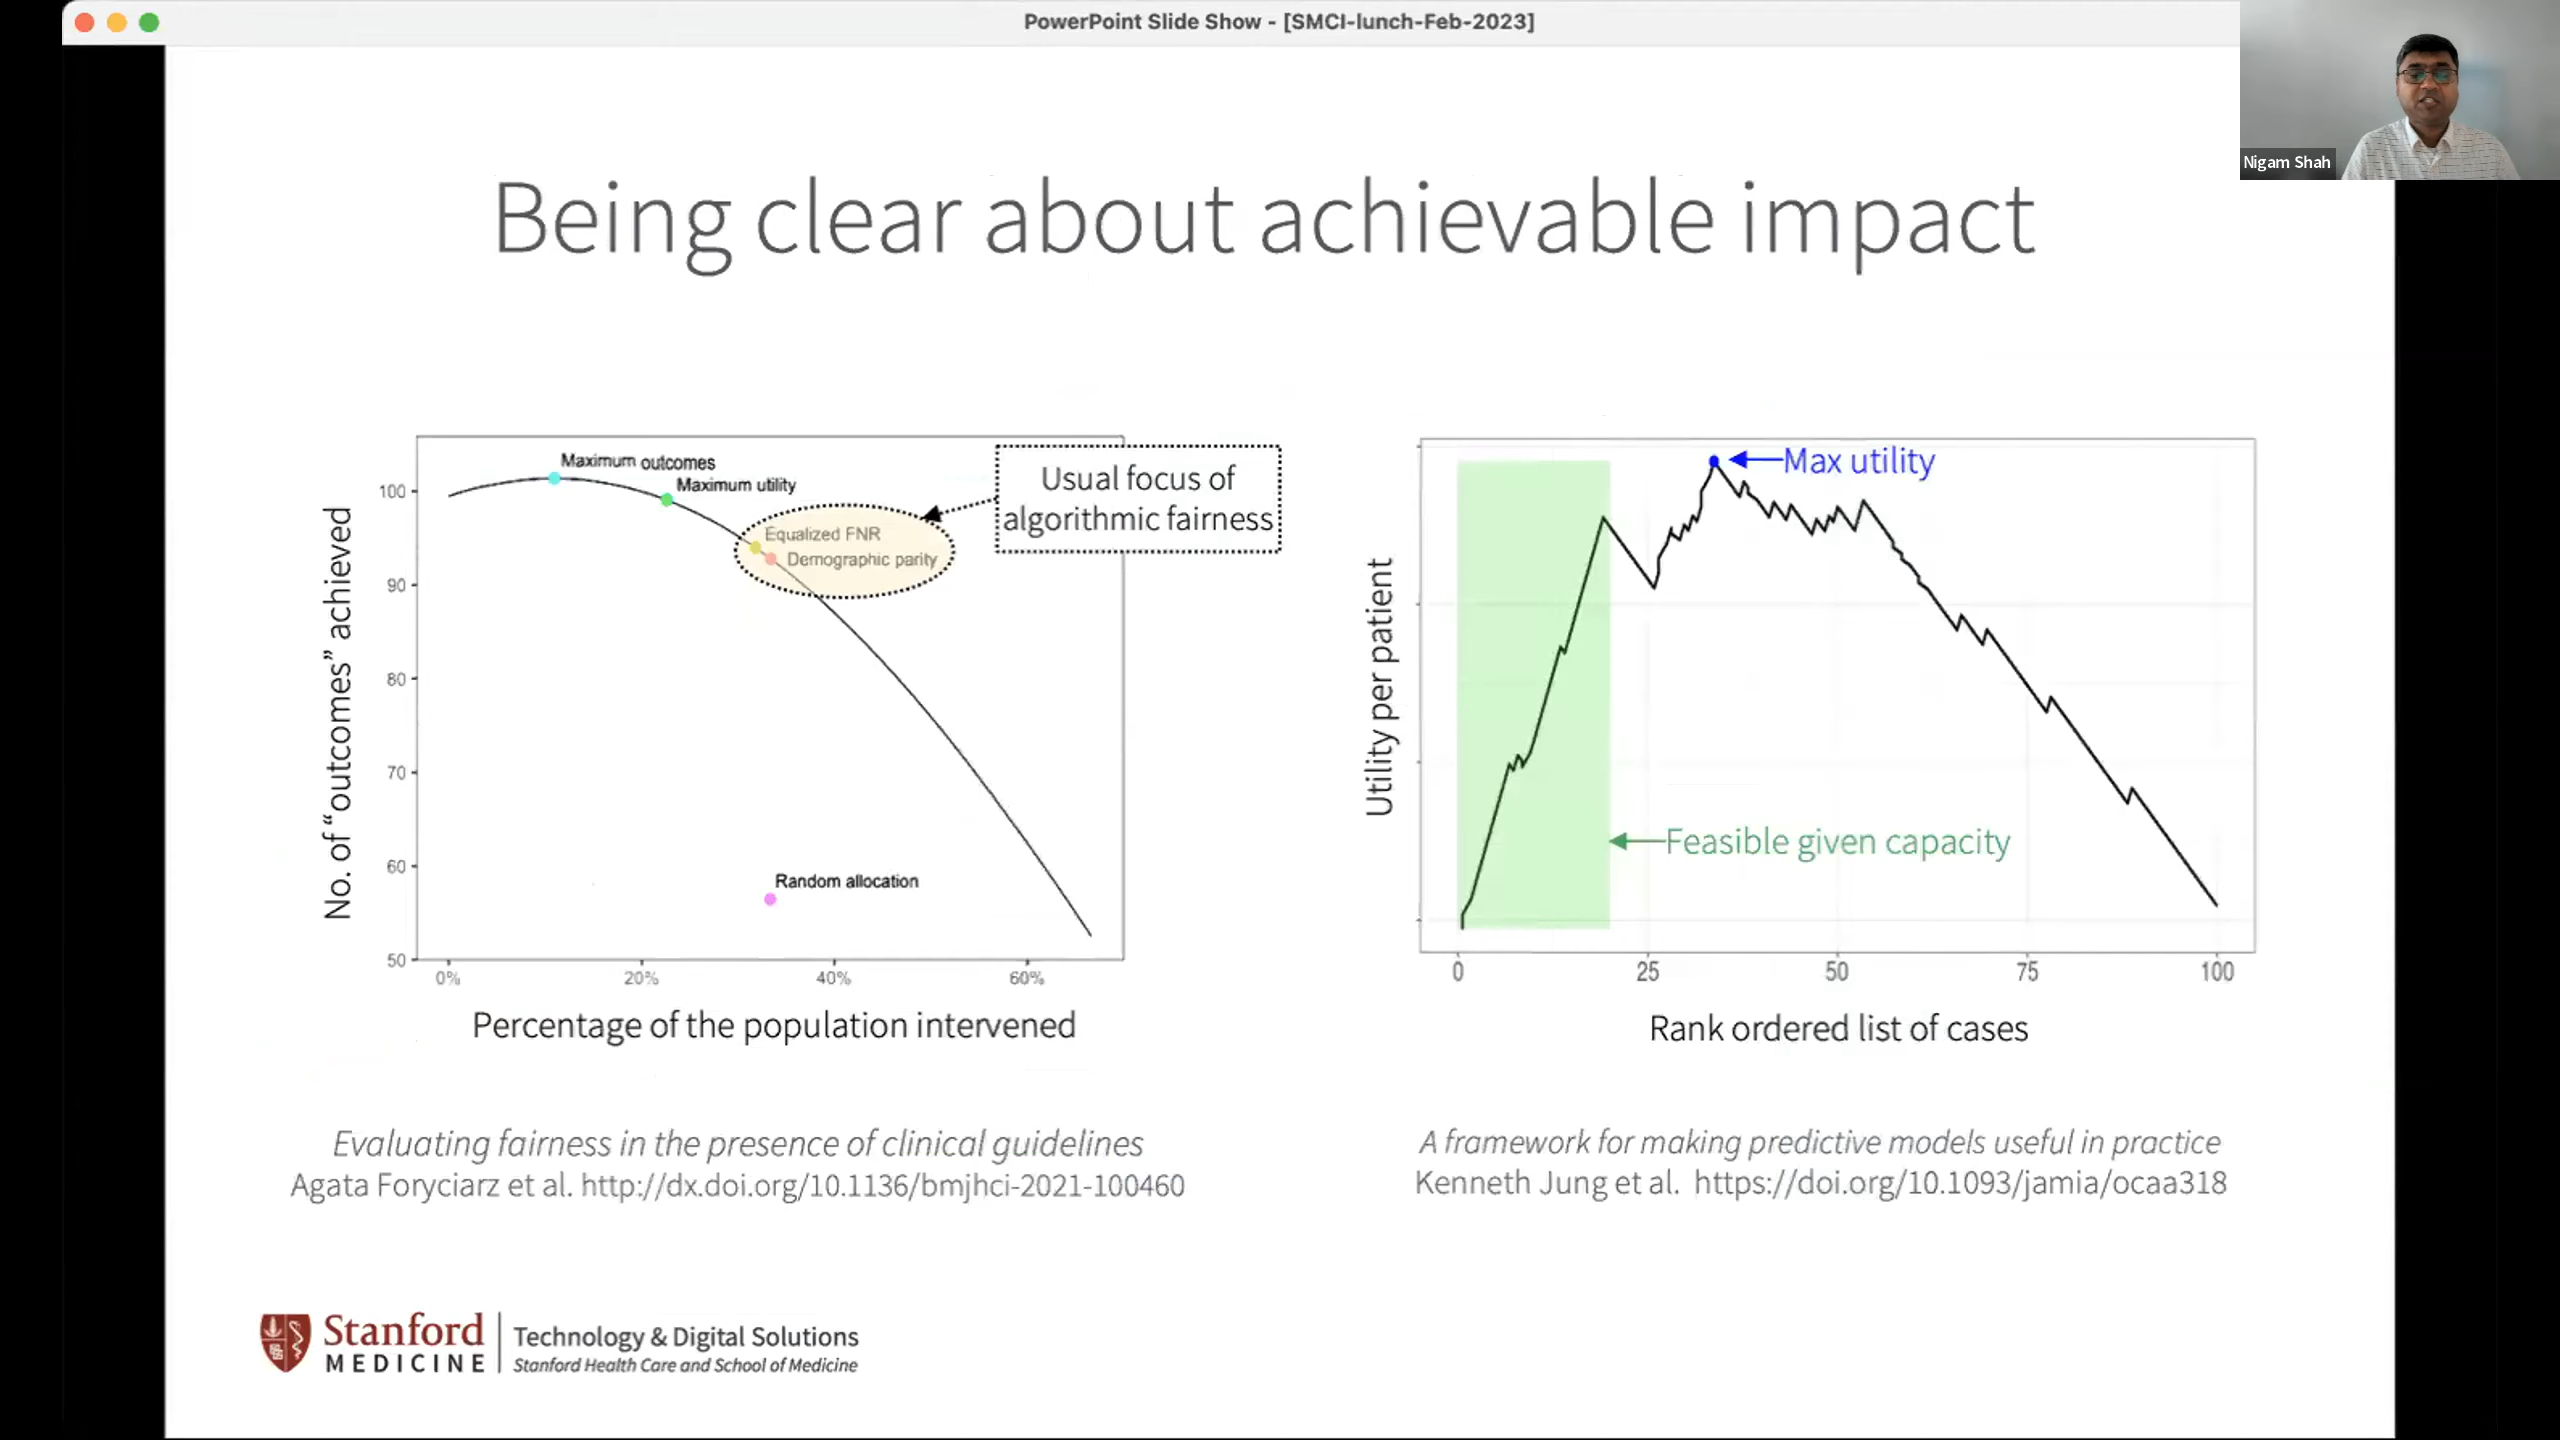 PowerPoint Slide Show - [SMCI-lunch-Feb-2023]
Nigam Shah
Being clear about achievable impact
No. of “outcomes” achieved
100
90
80
70
60
50
0%
20%
40%
60%
Maximum outcomes
Maximum utility
Equalized FNR
Demographic parity
Random allocation
Usual focus of
algorithmic fairness
Percentage of the population intervened
Evaluating fairness in the presence of clinical guidelines
Agata Foryciarz et al. http://dx.doi.org/10.1136/bmjhci-2021-100460
Utility per patient
Max utility
Feasible given capacity
0
25
50
75
100
Rank ordered list of cases
A framework for making predictive models useful in practice
Kenneth Jung et al. https://doi.org/10.1093/jamia/ocaa318
Stanford
MEDICINE
Technology & Digital Solutions
Stanford Health Care and School of Medicine